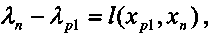 λₙ − λₚ₁ = l(xₚ₁, xₙ),